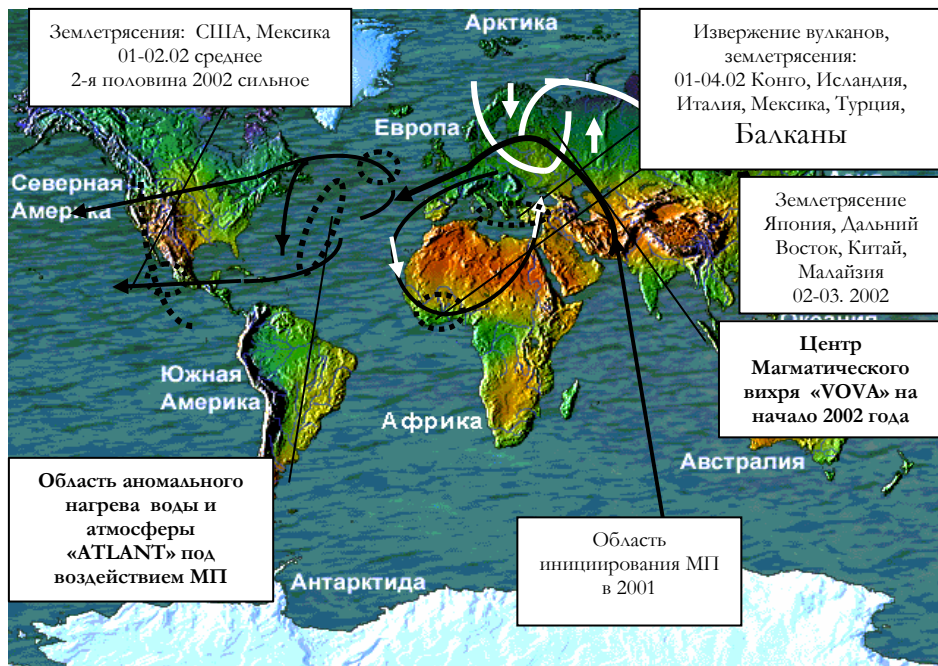 Землетрясения: США, Мексика
01-02.02 среднее
2-я половина 2002 сильное
Арктика
Извержение вулканов,
землетрясения:
01-04.02 Конго, Исландия,
Италия, Мексика, Турция,
Балканы
Европа
Северная
Америка
Землетрясение
Япония, Дальний
Восток, Китай,
Малайзия
02-03. 2002
Центр
Магматического
вихря «VOVA» на
начало 2002 года
Южная
Америка
Африка
Австралия
Область аномального
нагрева воды и
атмосферы
«ATLANT» под
воздействием МП
Область
инициирования МП
в 2001
Антарктида